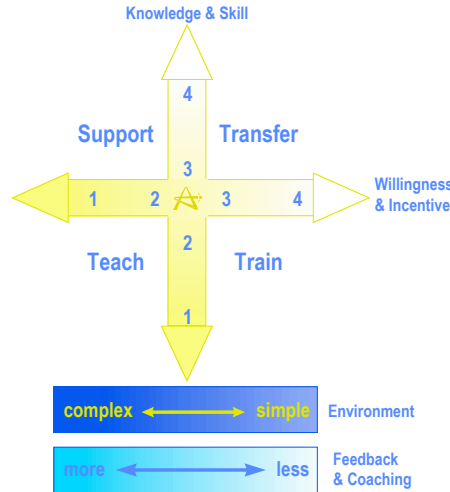 Knowledge & Skill
4
Support
Transfer
3
1
2
3
4
Willingness
& Incentive
2
Teach
Train
1
complex
simple
Environment
more
less
Feedback
& Coaching